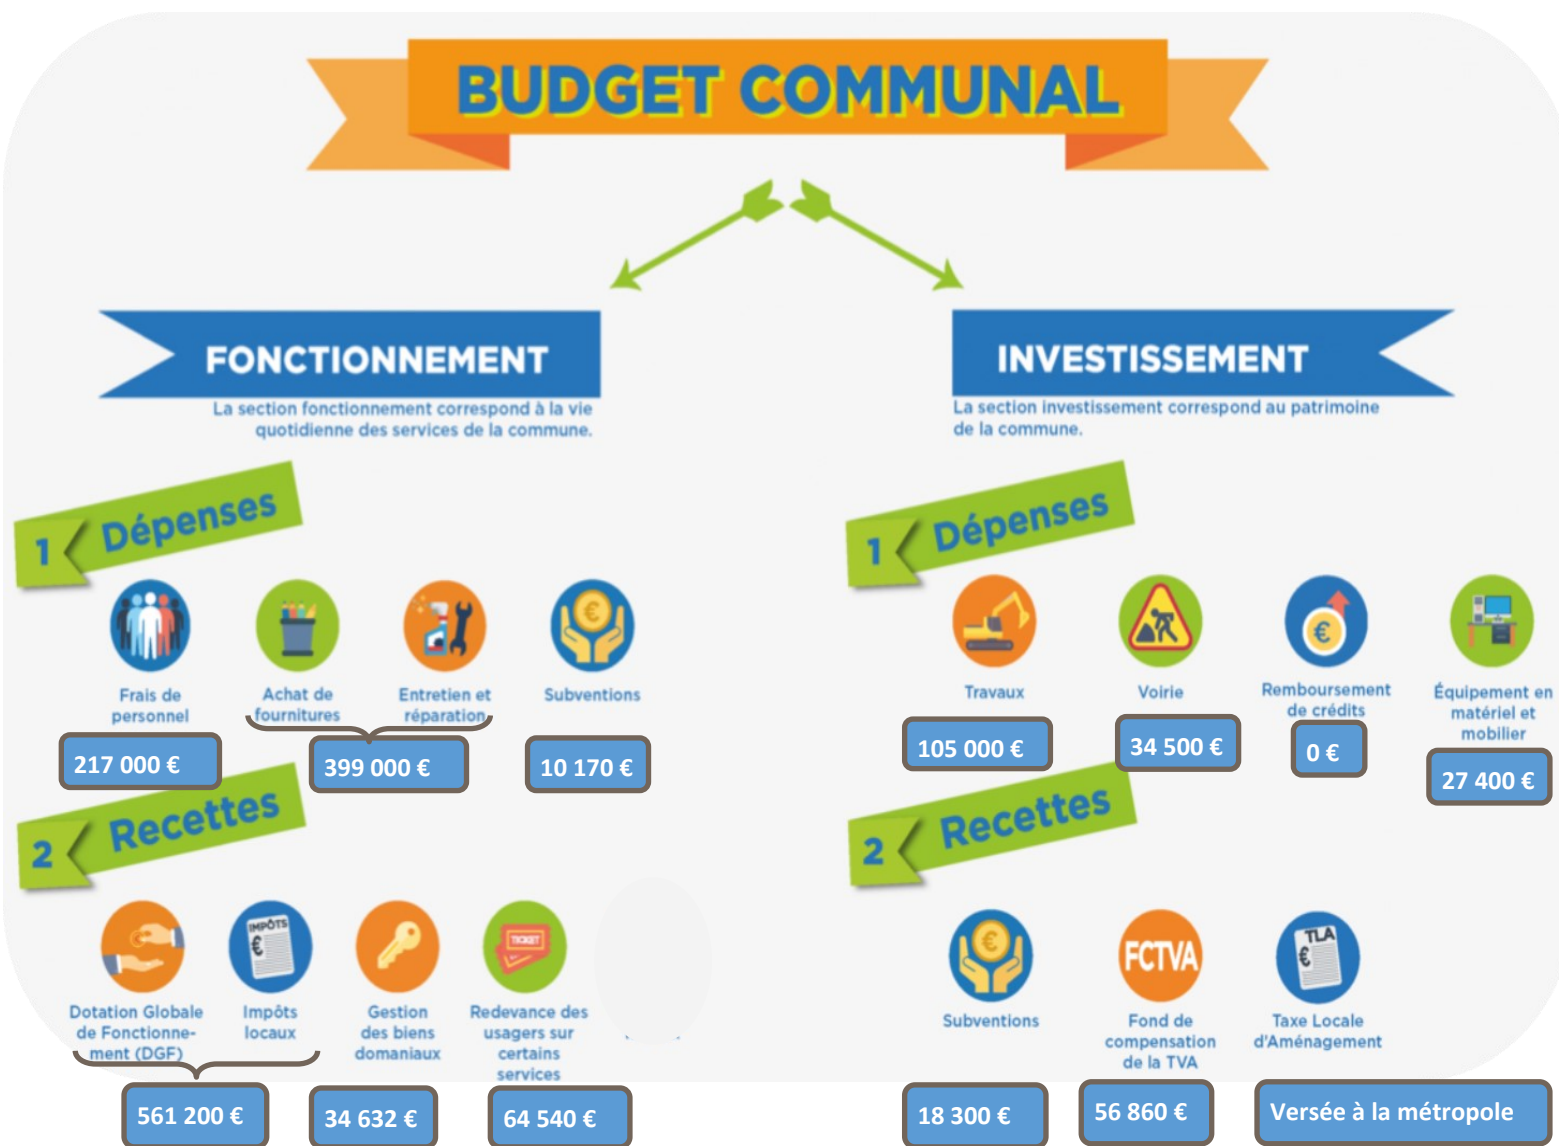 BUDGET COMMUNAL
FONCTIONNEMENT
La section fonctionnement correspond à la vie
quotidienne des services de la commune.
1 Dépenses
Frais de
personnel
217 000 €
Achat de
fournitures
Entretien et
réparation
399 000 €
Subventions
10 170 €
2 Recettes
Dotation Globale
de Fonctionne-
ment (DGF)
IMPÔTS
€
Impôts
locaux
561 200 €
Gestion
des biens
domaniaux
34 632 €
TICKET
Redevance des
usagers sur
certains
services
64 540 €
INVESTISSEMENT
La section investissement correspond au patrimoine
de la commune.
1 Dépenses
Travaux
105 000 €
Voirie
34 500 €
€
Remboursement
de crédits
0 €
Équipement en
matériel et
mobilier
27 400 €
2 Recettes
€
Subventions
18 300 €
FCTVA
Fond de
compensation
de la TVA
56 860 €
TLA
€
Taxe Locale
d'Aménagement
Versée à la métropole